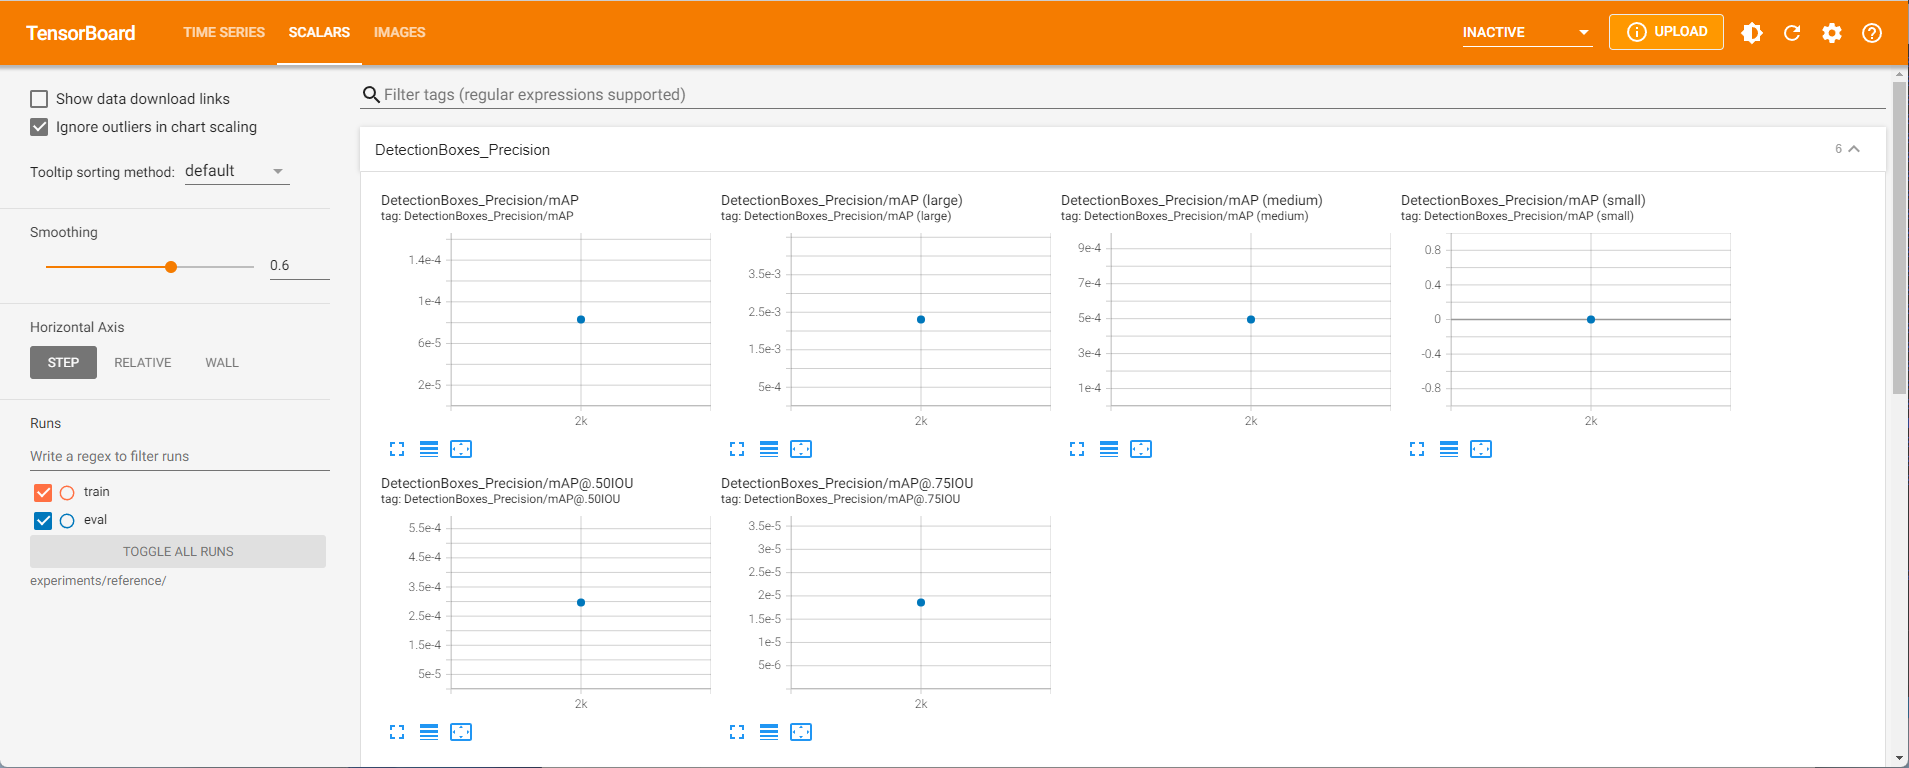 TensorBoard TIME SERIES SCALARS IMAGES INACTIVE UPLOAD
Show data download links
Ignore outliers in chart scaling
Tooltip sorting method: default
Smoothing
0.6
Horizontal Axis
STEP RELATIVE WALL
Runs
Write a regex to filter runs
train
eval
TOGGLE ALL RUNS
experiments/reference/
Filter tags (regular expressions supported)
DetectionBoxes_Precision 6
DetectionBoxes_Precision/mAP
tag: DetectionBoxes_Precision/mAP
1.4e-4
1e-4
6e-5
2e-5
2k
DetectionBoxes_Precision/mAP (large)
tag: DetectionBoxes_Precision/mAP (large)
3.5e-3
2.5e-3
1.5e-3
5e-4
2k
DetectionBoxes_Precision/mAP (medium)
tag: DetectionBoxes_Precision/mAP (medium)
9e-4
7e-4
5e-4
3e-4
1e-4
2k
DetectionBoxes_Precision/mAP (small)
tag: DetectionBoxes_Precision/mAP (small)
0.8
0.4
0
-0.4
-0.8
2k
DetectionBoxes_Precision/mAP@.50IOU
tag: DetectionBoxes_Precision/mAP@.50IOU
5.5e-4
4.5e-4
3.5e-4
2.5e-4
1.5e-4
5e-5
2k
DetectionBoxes_Precision/mAP@.75IOU
tag: DetectionBoxes_Precision/mAP@.75IOU
3.5e-5
3e-5
2.5e-5
2e-5
1.5e-5
1e-5
5e-6
2k